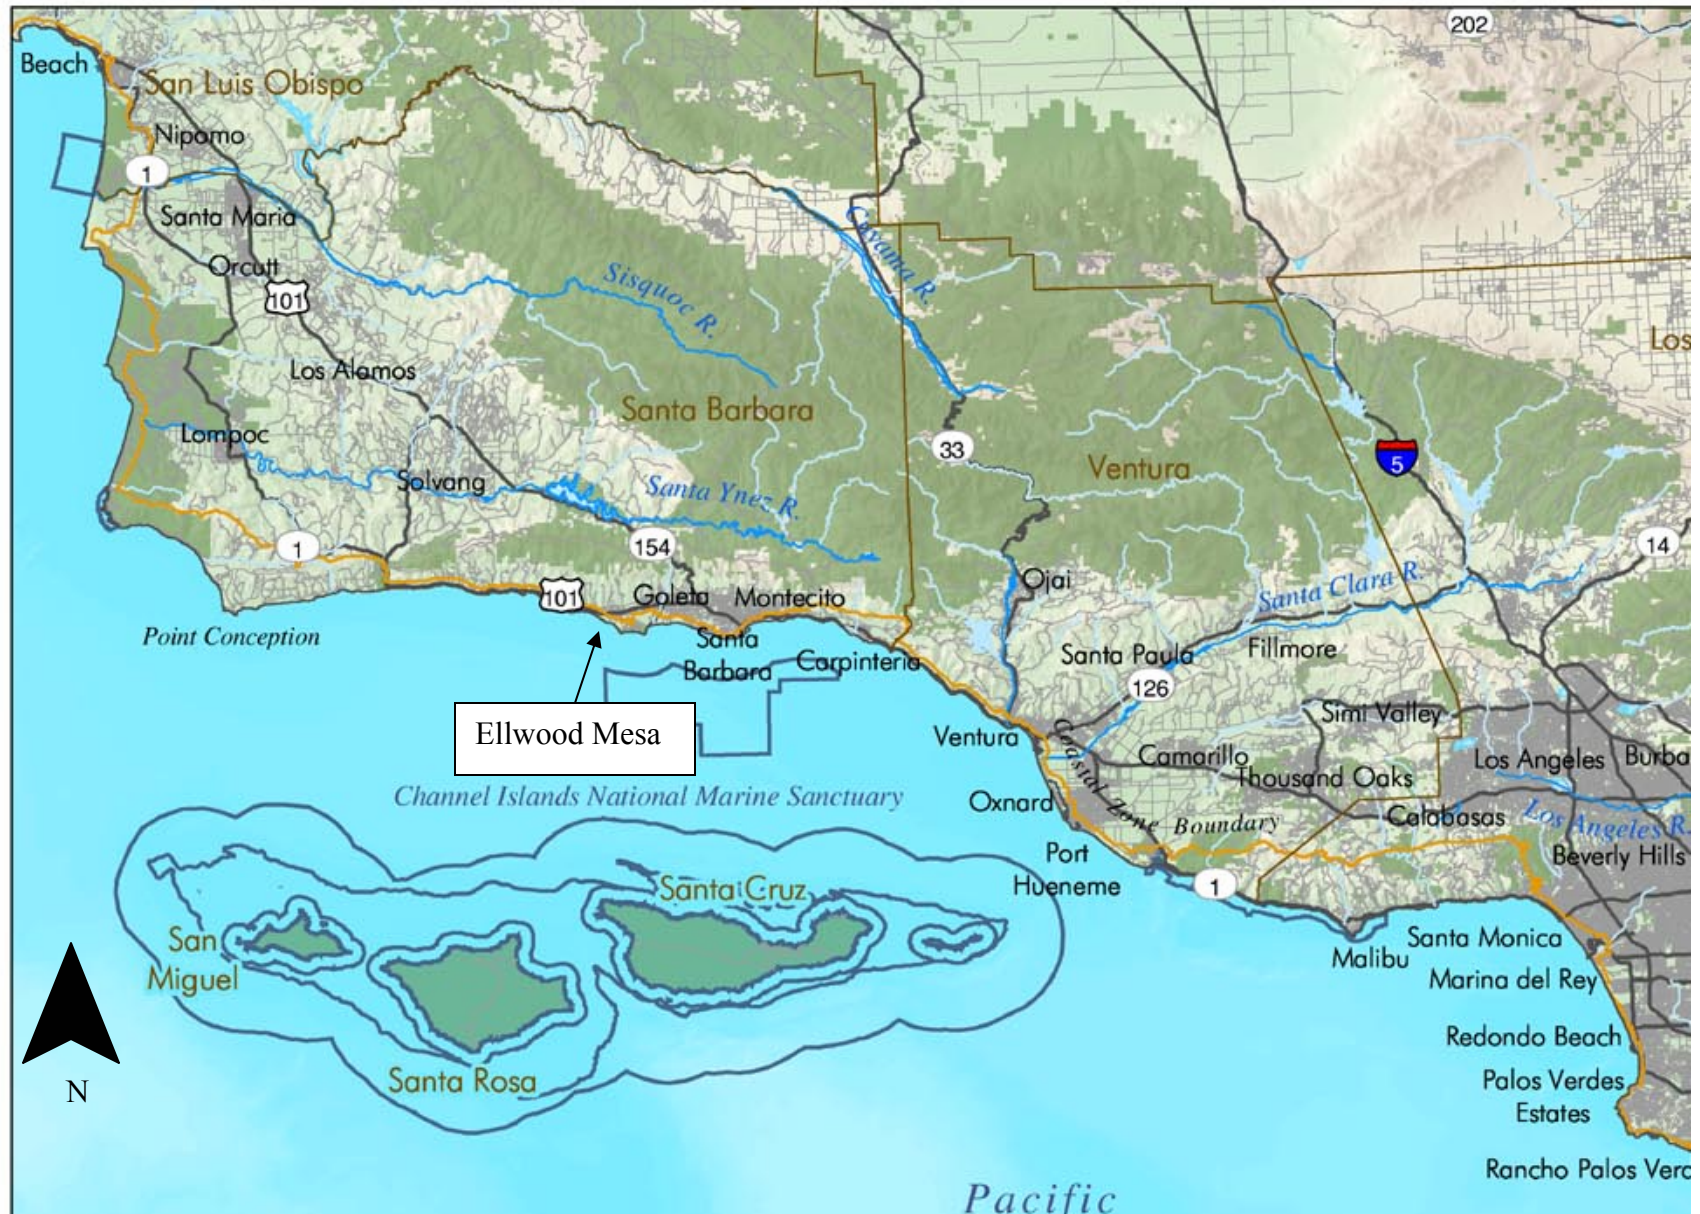 202
Beach
San Luis Obispo
Nipomo
1
Santa Maria
Orcutt
101
Cuyama R.
Sisquoc R.
Los
Los Alamos
Santa Barbara
Lompoc
33
Ventura
5
Solvang
Santa Ynez R.
1
154
14
101
Goleta
Montecito
Ojai
Santa Clara R.
Point Conception
Santa
Barbara
Carpinteria
Santa Paula
Fillmore
126
Ellwood Mesa
Ventura
Simi Valley
Camarillo
Thousand Oaks
Los Angeles
Burba
Channel Islands National Marine Sanctuary
Oxnard
Coastal Zone Boundary
Calabasas
Los Angeles R.
Port
Hueneme
1
Beverly Hills
Santa Cruz
San
Miguel
Santa Monica
Malibu
Marina del Rey
Redondo Beach
Santa Rosa
Palos Verdes
Estates
N
Rancho Palos Verd
Pacific